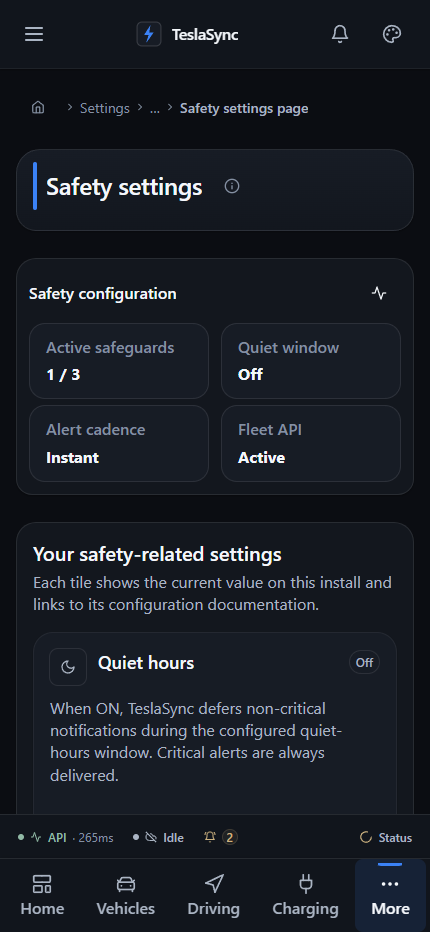 TeslaSync
Settings
...
Safety settings page
Safety settings
Safety configuration
Active safeguards
1 / 3
Quiet window
Off
Alert cadence
Instant
Fleet API
Active
Your safety-related settings
Each tile shows the current value on this install and
links to its configuration documentation.
Quiet hours
Off
When ON, TeslaSync defers non-critical
notifications during the configured quiet-
hours window. Critical alerts are always
delivered.
API · 265ms
Idle
2
Status
Home
Vehicles
Driving
Charging
More